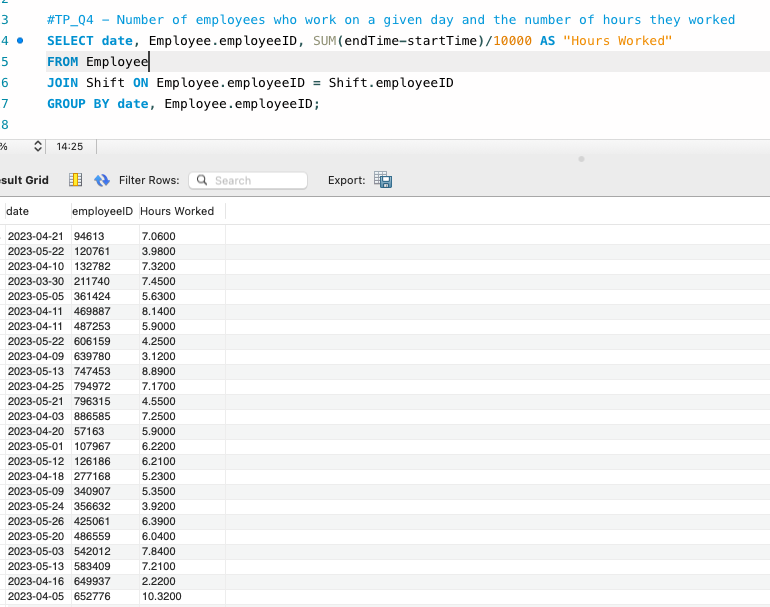 2
3 #TP_Q4 - Number of employees who work on a given day and the number of hours they worked
4 SELECT date, Employee.employeeID, SUM(endTime-startTime)/10000 AS "Hours Worked"
5 FROM Employee
6 JOIN Shift ON Employee.employeeID = Shift.employeeID
7 GROUP BY date, Employee.employeeID;
8
% 14:25
esult Grid Filter Rows: Search Export:
date employeeID Hours Worked
2023-04-21 94613 7.0600
2023-05-22 120761 3.9800
2023-04-10 132782 7.3200
2023-03-30 211740 7.4500
2023-05-05 361424 5.6300
2023-04-11 469887 8.1400
2023-04-11 487253 5.9000
2023-05-22 606159 4.2500
2023-04-09 639780 3.1200
2023-05-13 747453 8.8900
2023-04-25 794972 7.1700
2023-05-21 796315 4.5500
2023-04-03 886585 7.2500
2023-04-20 57163 5.9000
2023-05-01 107967 6.2200
2023-05-12 126186 6.2100
2023-04-18 277168 5.2300
2023-05-09 340907 5.3500
2023-05-24 356632 3.9200
2023-05-26 425061 6.3900
2023-05-20 486559 6.0400
2023-05-03 542012 7.8400
2023-05-13 583409 7.2100
2023-04-16 649937 2.2200
2023-04-05 652776 10.3200